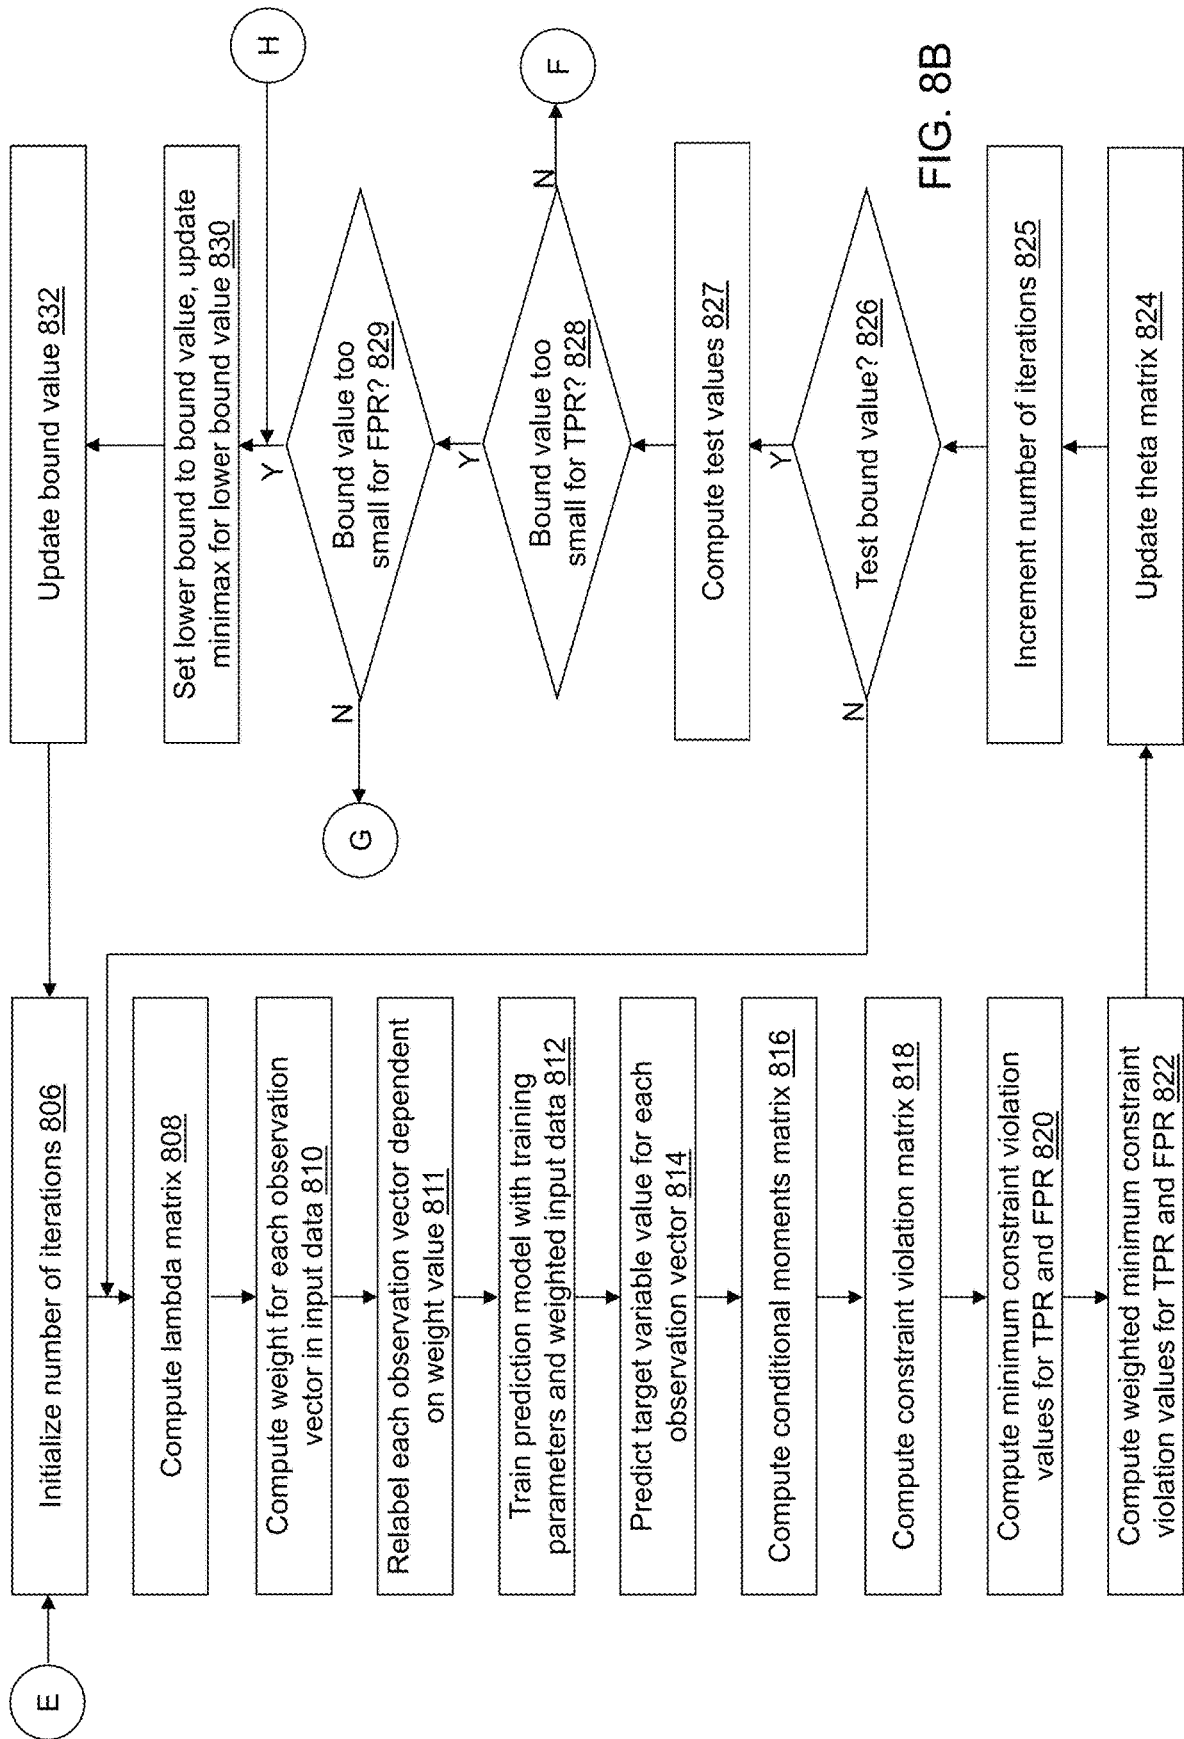 E
Initialize number of iterations 806
Compute lambda matrix 808
Compute weight for each observation
vector in input data 810
Relabel each observation vector dependent
on weight value 811
Train prediction model with training
parameters and weighted input data 812
Predict target variable value for each
observation vector 814
Compute conditional moments matrix 816
Compute constraint violation matrix 818
Compute minimum constraint violation
values for TPR and FPR 820
Compute weighted minimum constraint
violation values for TPR and FPR 822
Update bound value 832
Set lower bound to bound value, update
minimax for lower bound value 830
H
Y
Bound value too
small for FPR? 829
N
G
Y
Bound value too
small for TPR? 828
N
F
Compute test values 827
Y
Test bound value? 826
N
Increment number of iterations 825
Update theta matrix 824
FIG. 8B